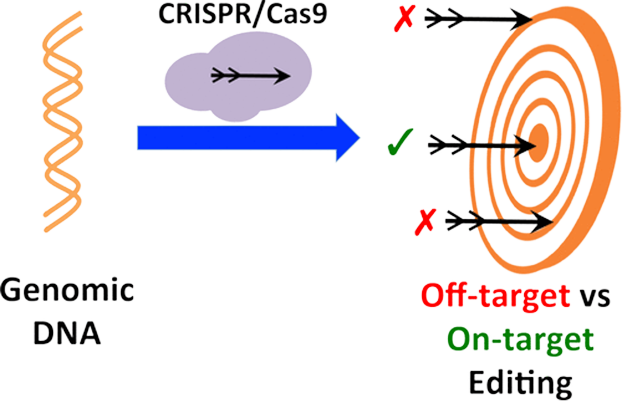 CRISPR/Cas9
✗
✓
✗
Genomic
DNA
Off-target vs
On-target
Editing